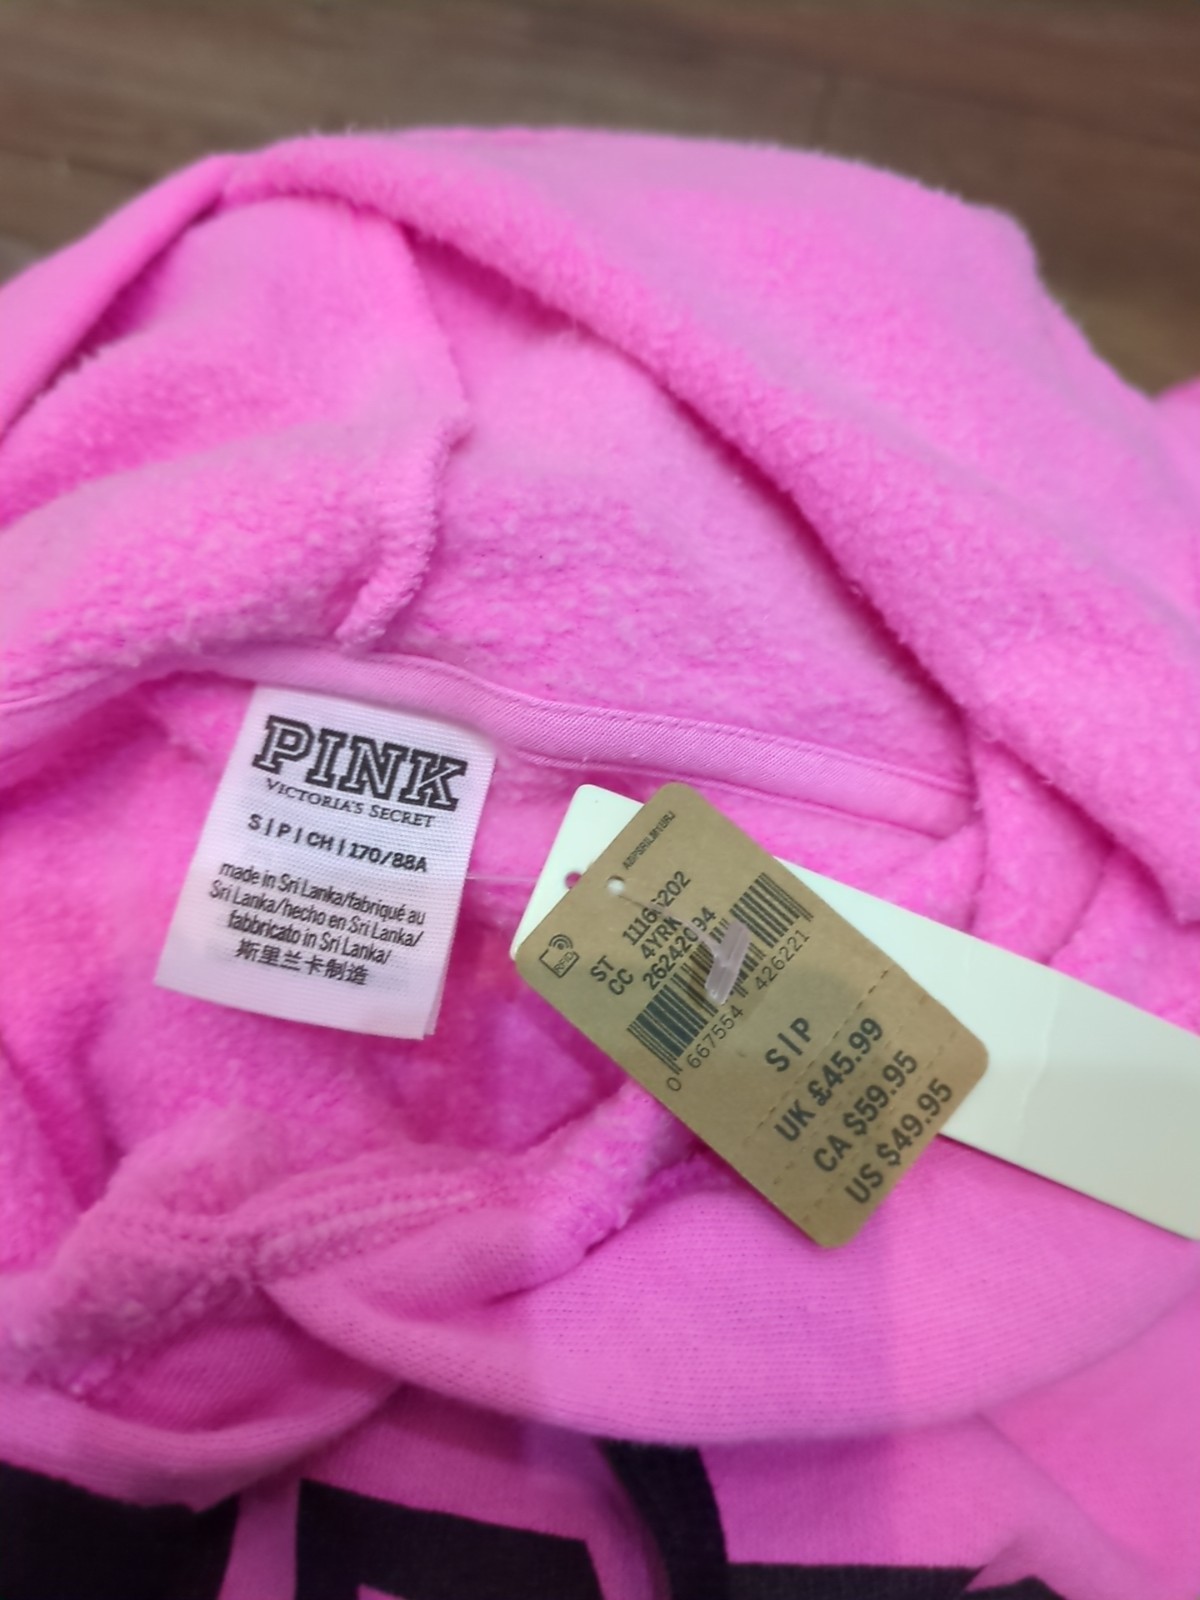 PINK
VICTORIA'S SECRET
S | P | CH | 170/88A
made in Sri Lanka/fabriqué au
Sri Lanka/hecho en Sri Lanka/
fabbricato in Sri Lanka/
斯里兰卡制造
RFID
ST
CC 4YRK
0 667554 426221
S | P
UK £45.99
CA $59.95
US $49.95